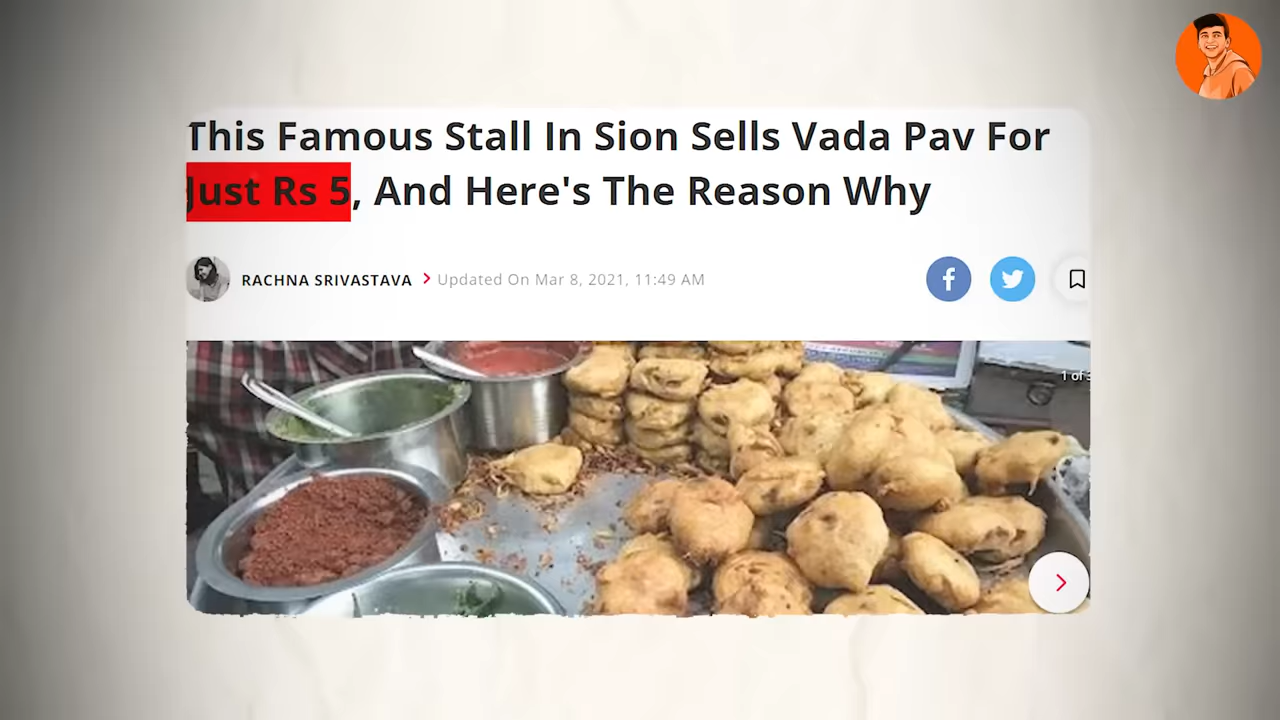 This Famous Stall In Sion Sells Vada Pav For
Just Rs 5, And Here's The Reason Why
RACHNA SRIVASTAVA > Updated On Mar 8, 2021, 11:49 AM
1 of